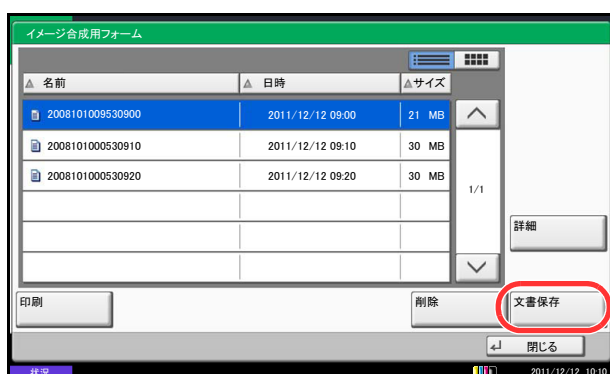 イメージ合成用フォーム
名前 日時 サイズ
2008101009530900 2011/12/12 09:00 21 MB
2008101000530910 2011/12/12 09:10 30 MB
2008101000530920 2011/12/12 09:20 30 MB
1/1
詳細
印刷 削除 文書保存
閉じる
状況 2011/12/12 10:10